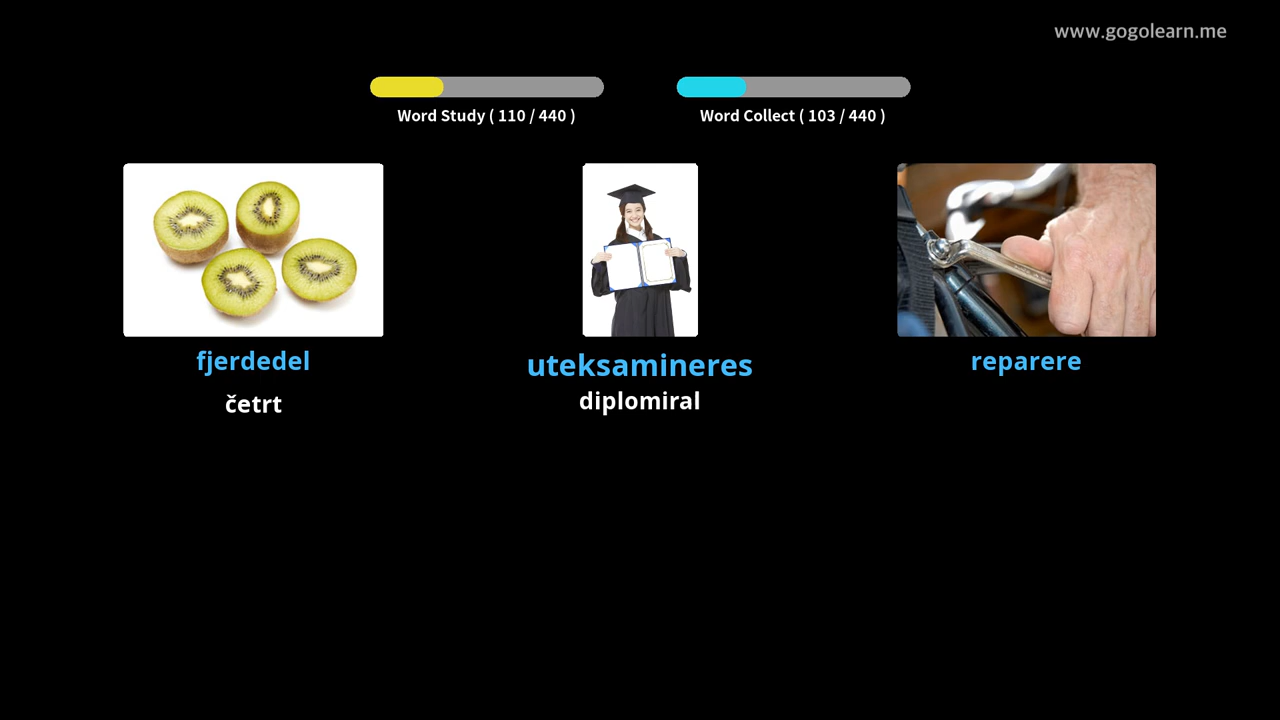 www.gogolearn.me
Word Study ( 110 / 440 )
Word Collect ( 103 / 440 )
fjerdedel
četrt
uteksamineres
diplomiral
reparere